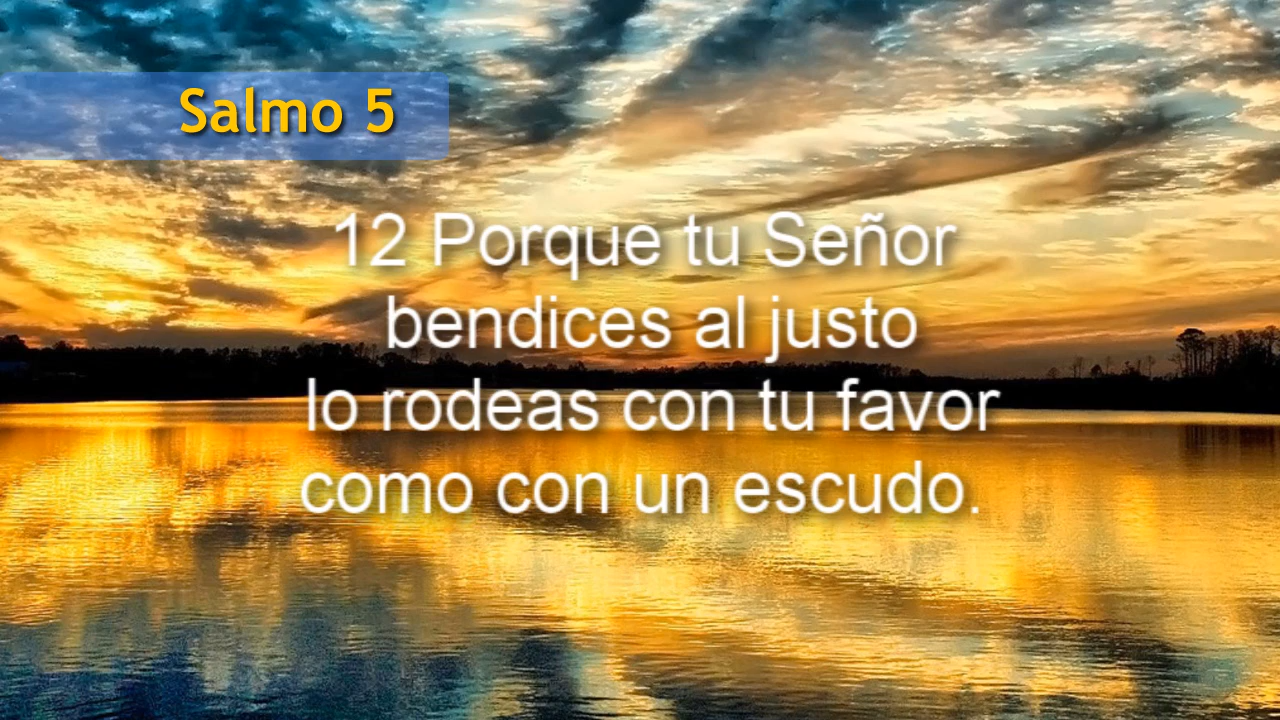 Salmo 5
12 Porque tu Señor
bendices al justo
lo rodeas con tu favor
como con un escudo.